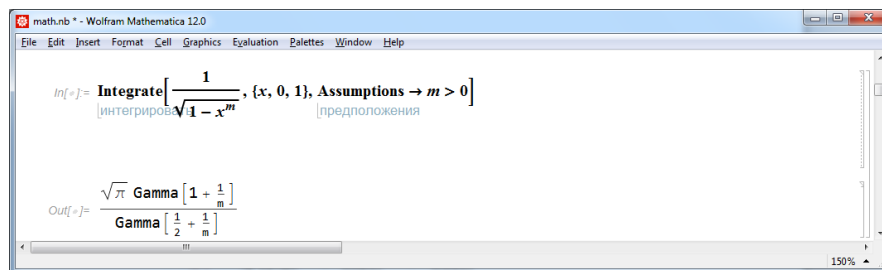 math.nb * - Wolfram Mathematica 12.0
File Edit Insert Format Cell Graphics Evaluation Palettes Window Help
In[∘]:= Integrate[1/√(1 − x^m), {x, 0, 1}, Assumptions → m > 0]
интегрировать предположения
Out[∘]= √π Gamma[1 + 1/m] / Gamma[1/2 + 1/m]
150%